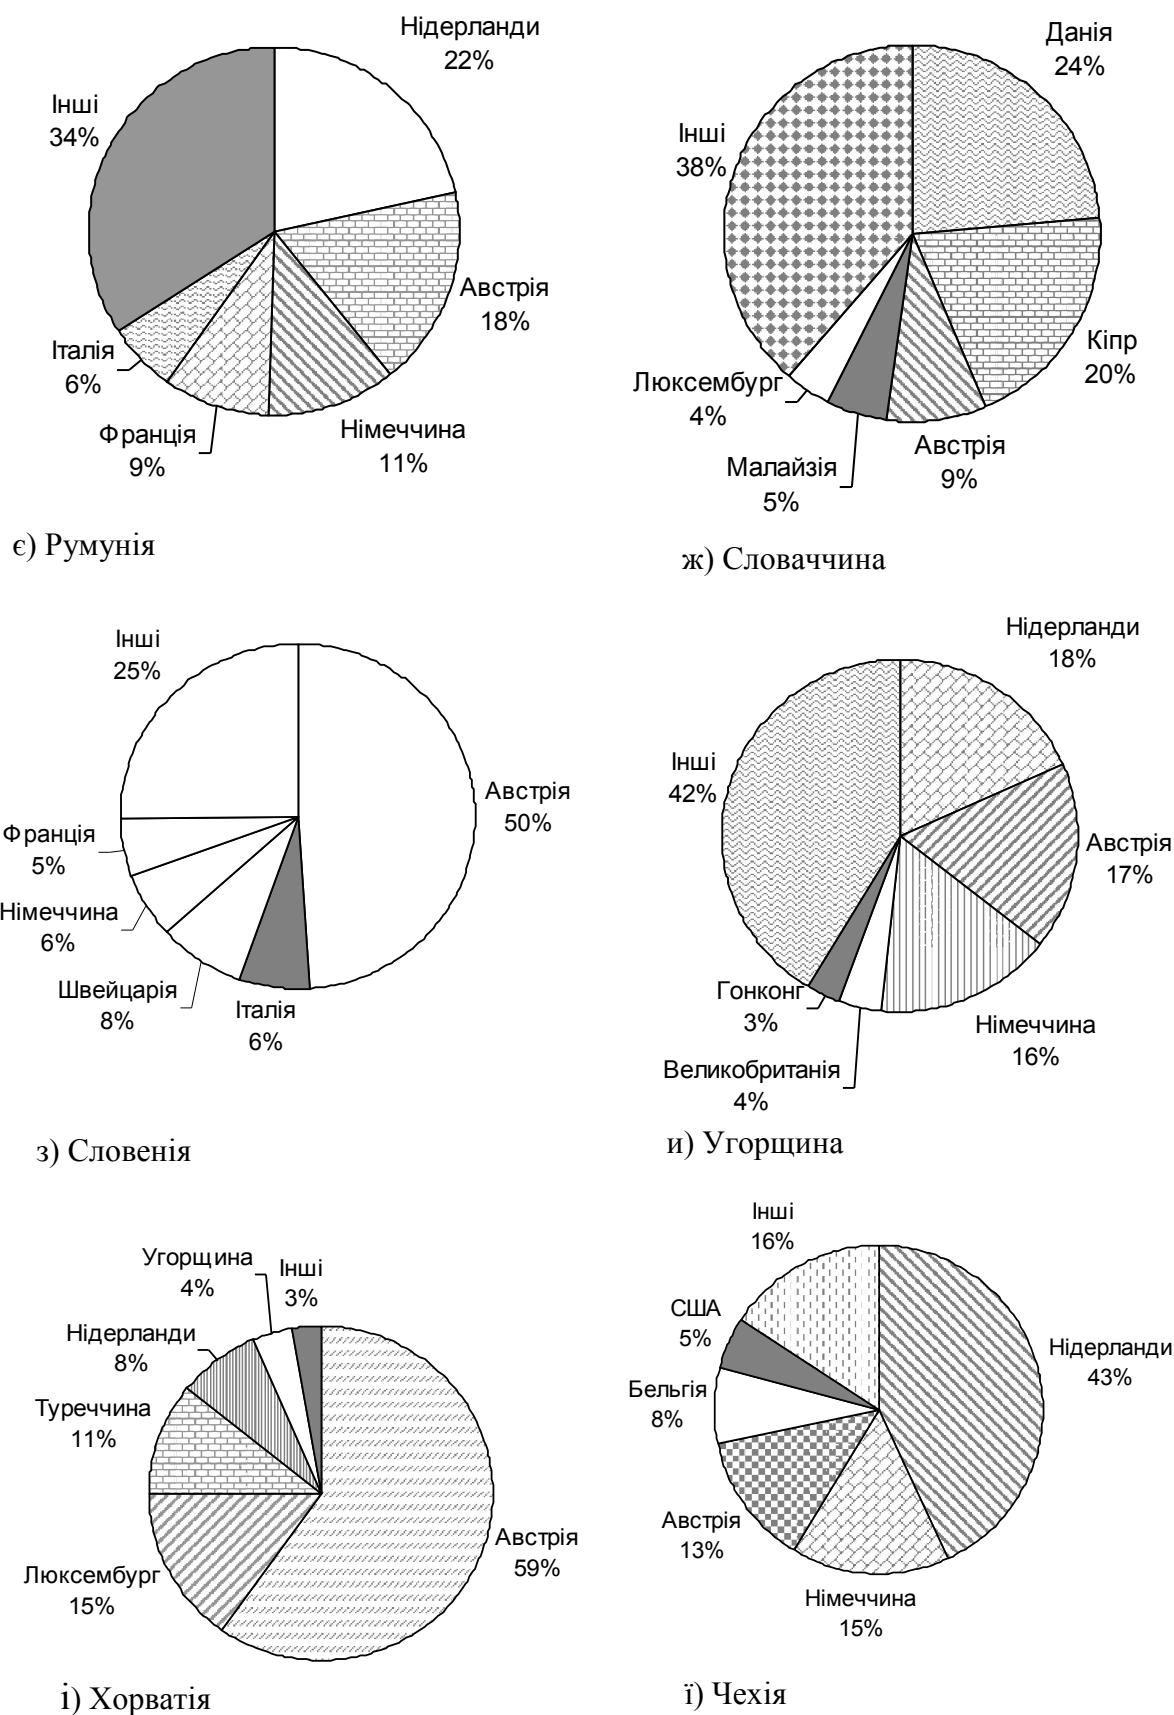 Нідерланди
22%
Австрія
18%
Німеччина
11%
Франція
9%
Італія
6%
Інші
34%
є) Румунія
Данія
24%
Кіпр
20%
Австрія
9%
Малайзія
5%
Люксембург
4%
Інші
38%
ж) Словаччина
Інші
25%
Австрія
50%
Франція
5%
Німеччина
6%
Швейцарія
8%
Італія
6%
з) Словенія
Нідерланди
18%
Інші
42%
Австрія
17%
Гонконг
3%
Німеччина
16%
Великобританія
4%
и) Угорщина
Угорщина
4%
Інші
3%
Нідерланди
8%
Туреччина
11%
Австрія
59%
Люксембург
15%
і) Хорватія
Інші
16%
США
5%
Нідерланди
43%
Бельгія
8%
Австрія
13%
Німеччина
15%
ї) Чехія